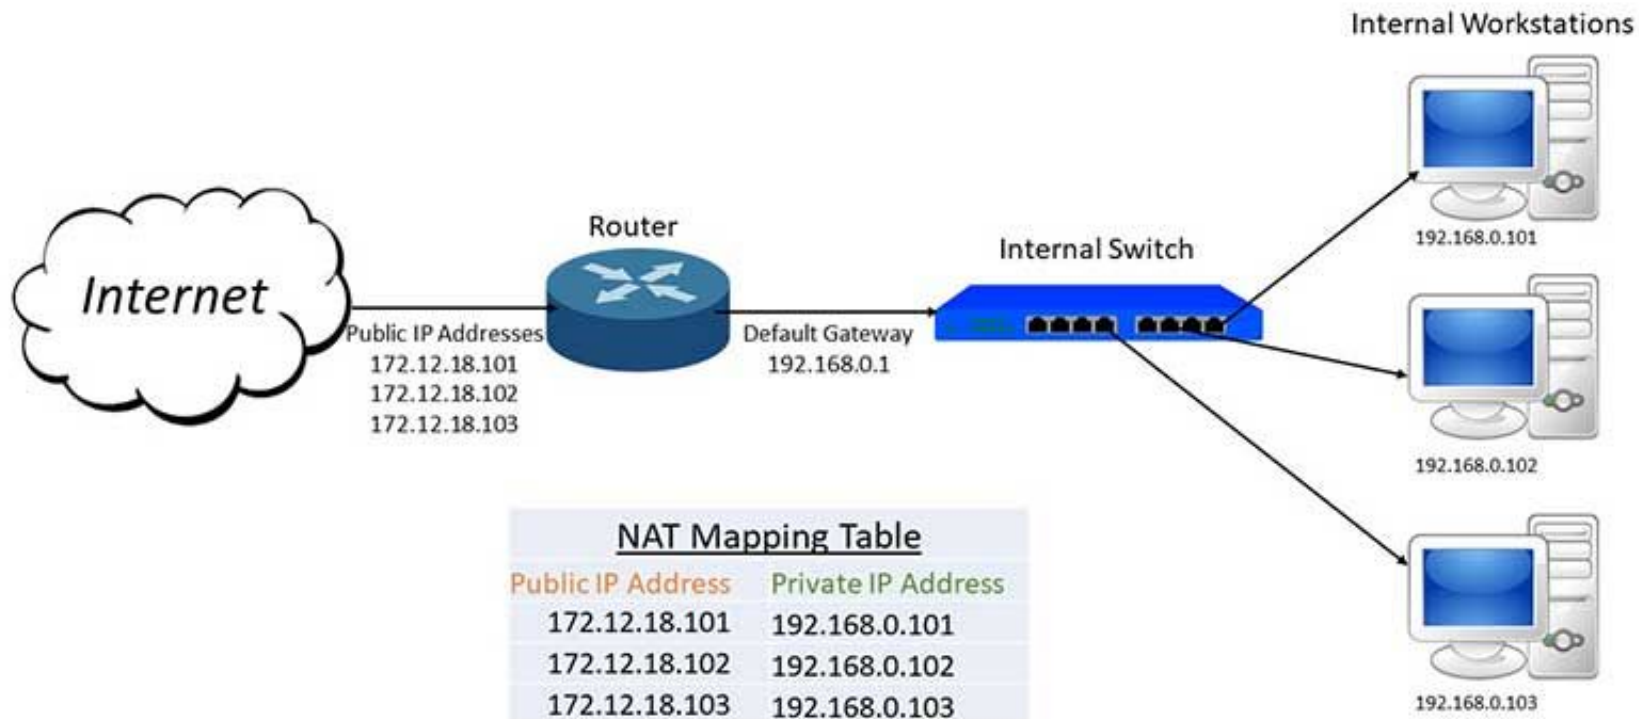 Internal Workstations
192.168.0.101
Router
Internal Switch
Internet
Public IP Addresses
172.12.18.101
172.12.18.102
172.12.18.103
Default Gateway
192.168.0.1
192.168.0.102
NAT Mapping Table
Public IP Address Private IP Address
172.12.18.101 192.168.0.101
172.12.18.102 192.168.0.102
172.12.18.103 192.168.0.103
192.168.0.103